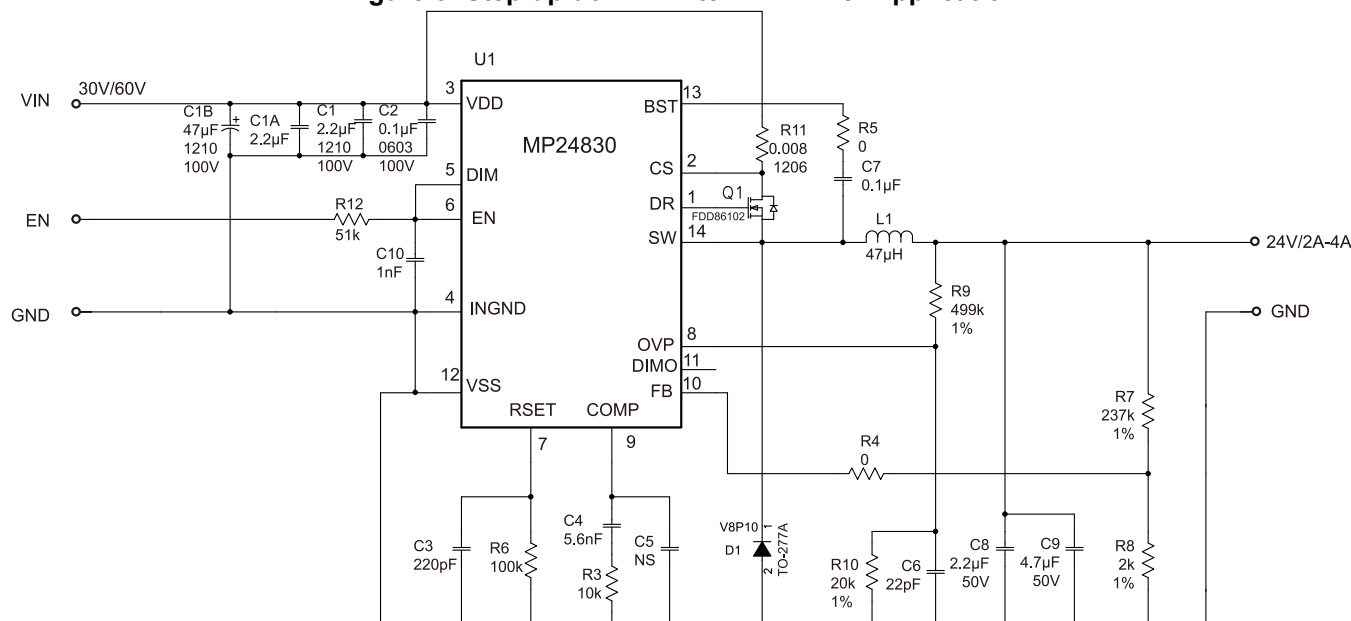 U1
VIN
30V/60V
C1B
47µF
1210
100V
+
C1A
2.2µF
C1
2.2µF
1210
100V
C2
0.1µF
0603
100V
3
VDD
MP24830
BST
13
R5
0
C7
0.1µF
R11
0.008
1206
5
DIM
CS
2
EN
R12
51k
6
EN
DR
1
Q1
FDD86102
SW
14
L1
47µH
24V/2A-4A
C10
1nF
GND
4
INGND
R9
499k
1%
GND
OVP
8
DIMO
11
12
VSS
FB
10
R7
237k
1%
RSET
COMP
7
9
R4
0
C3
220pF
R6
100k
C4
5.6nF
R3
10k
C5
NS
V8P10
1
D1
2
TO-277A
R10
20k
1%
C6
22pF
C8
2.2µF
50V
C9
4.7µF
50V
R8
2k
1%